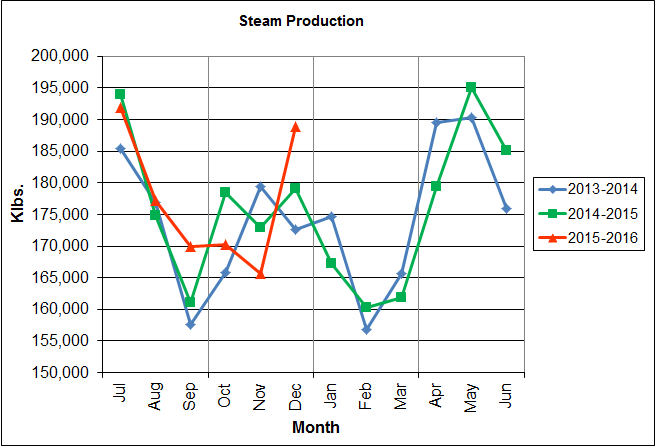 Steam Production
200,000
195,000
190,000
185,000
180,000
175,000
170,000
165,000
160,000
155,000
150,000
Klbs.
Jul
Aug
Sep
Oct
Nov
Dec
Jan
Feb
Mar
Apr
May
Jun
Month
2013-2014
2014-2015
2015-2016